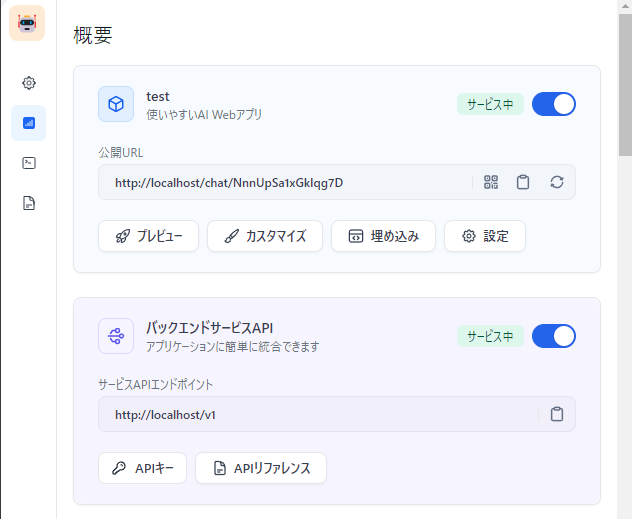 概要
test
使いやすいAI Webアプリ
サービス中
公開URL
http://localhost/chat/NnnUpSa1xGkIqg7D
プレビュー
カスタマイズ
埋め込み
設定
バックエンドサービスAPI
アプリケーションに簡単に統合できます
サービス中
サービスAPIエンドポイント
http://localhost/v1
APIキー
APIリファレンス